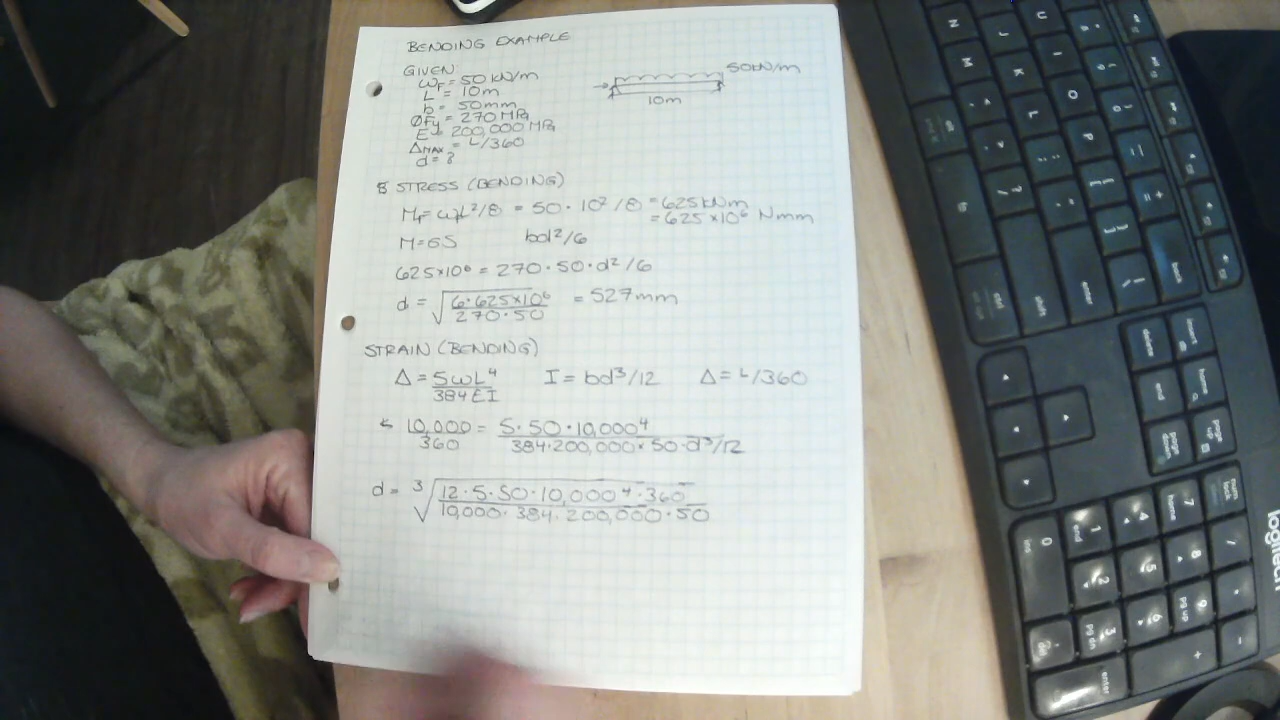 BENDING EXAMPLE
GIVEN
ωF = 50 kN/m
L = 10m
b = 50mm
ØFy = 270 MPa
E = 200,000 MPa
ΔMAX = L/360
d = ?
50kN/m
10m
STRESS (BENDING)
Mf = ωfL²/8 = 50 · 10²/8 = 625 kNm
= 625 ×10⁶ Nmm
M=σS bd²/6
625×10⁶ = 270 · 50 · d²/6
d = √(6·625×10⁶ / 270·50) = 527mm
STRAIN (BENDING)
Δ = 5ωL⁴ / 384EI I = bd³/12 Δ = L/360
10,000 / 360 = 5·50·10,000⁴ / 384·200,000×50·d³/12
d = ³√(12·5·50·10,000⁴·360 / 10,000·384·200,000·50)
logitech